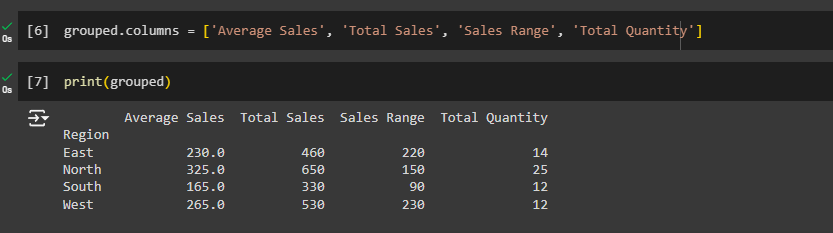 [6] grouped.columns = ['Average Sales', 'Total Sales', 'Sales Range', 'Total Quantity']
0s
[7] print(grouped)
0s
Average Sales Total Sales Sales Range Total Quantity
Region
East 230.0 460 220 14
North 325.0 650 150 25
South 165.0 330 90 12
West 265.0 530 230 12